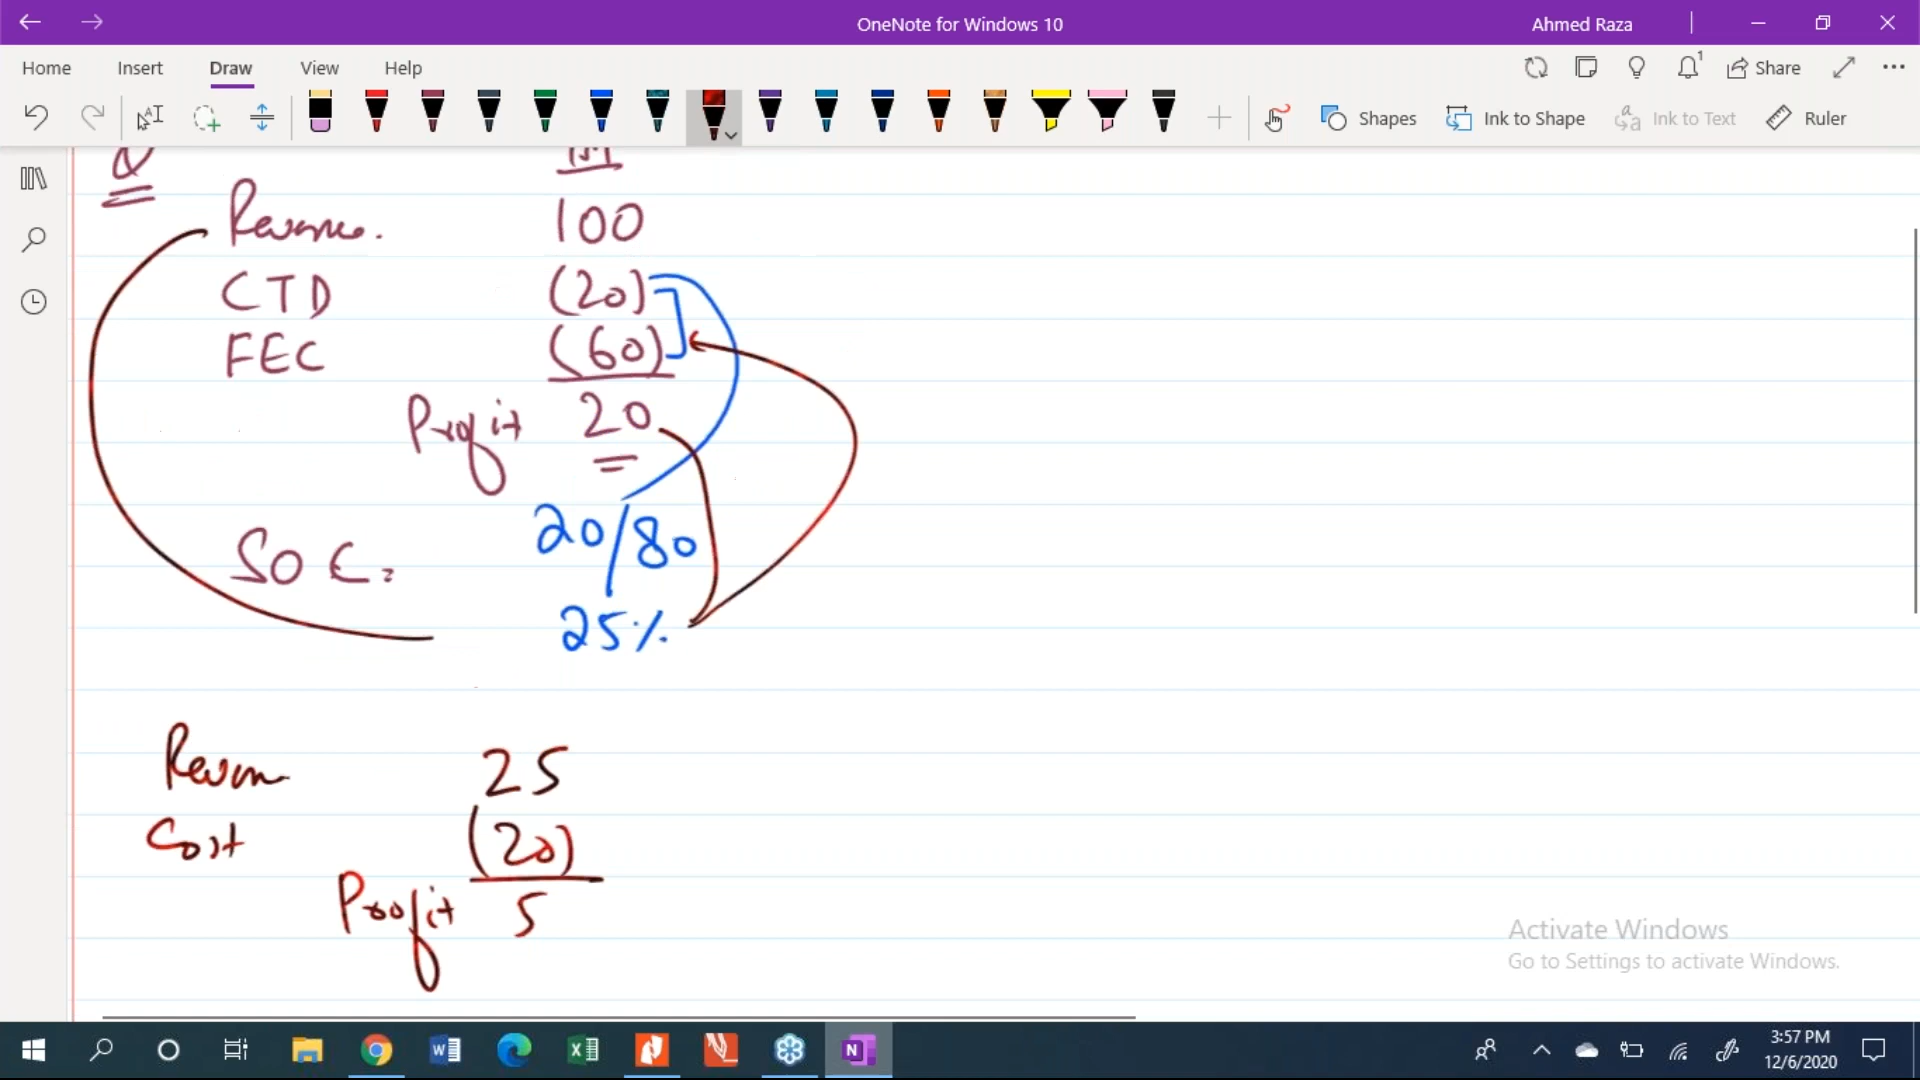 OneNote for Windows 10 Ahmed Raza
Home Insert Draw View Help Share
Shapes Ink to Shape Ink to Text Ruler
Q
Revenue. 100
CTD (20)
FEC (60)
Profit 20
20/80
SOC =
25%
Reven 25
Cost (20)
Profit 5
Activate Windows
Go to Settings to activate Windows.
3:57 PM
12/6/2020